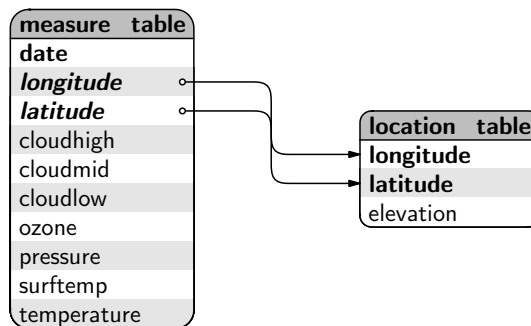 measure table
date
longitude
latitude
cloudhigh
cloudmid
cloudlow
ozone
pressure
surftemp
temperature
location table
longitude
latitude
elevation